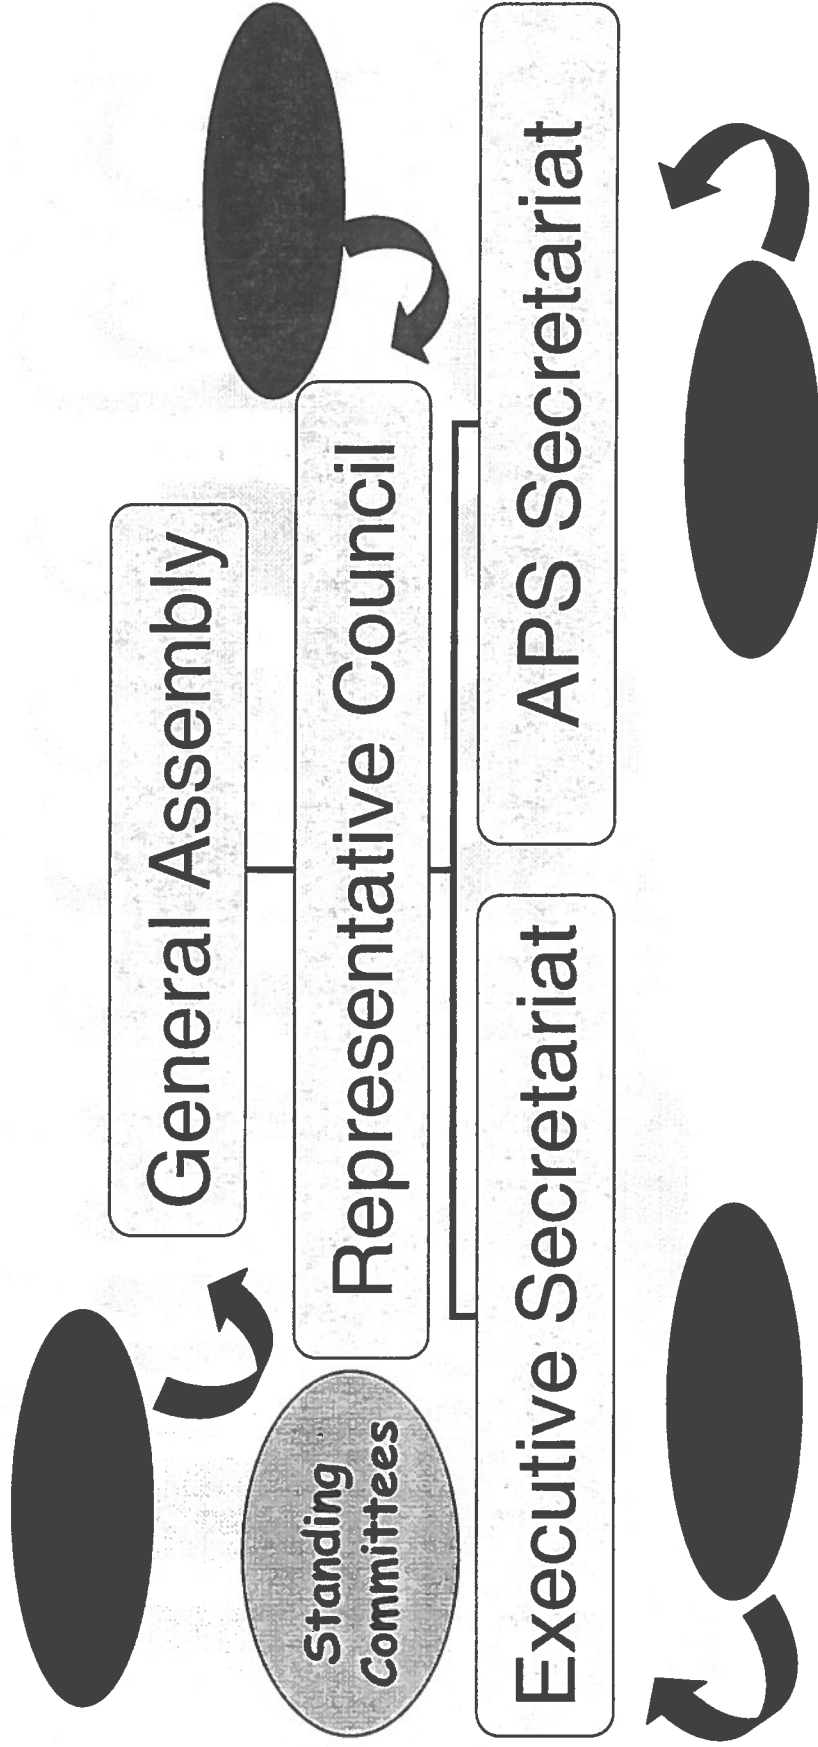 General Assembly
Standing
Committees
Representative Council
Executive Secretariat
APS Secretariat